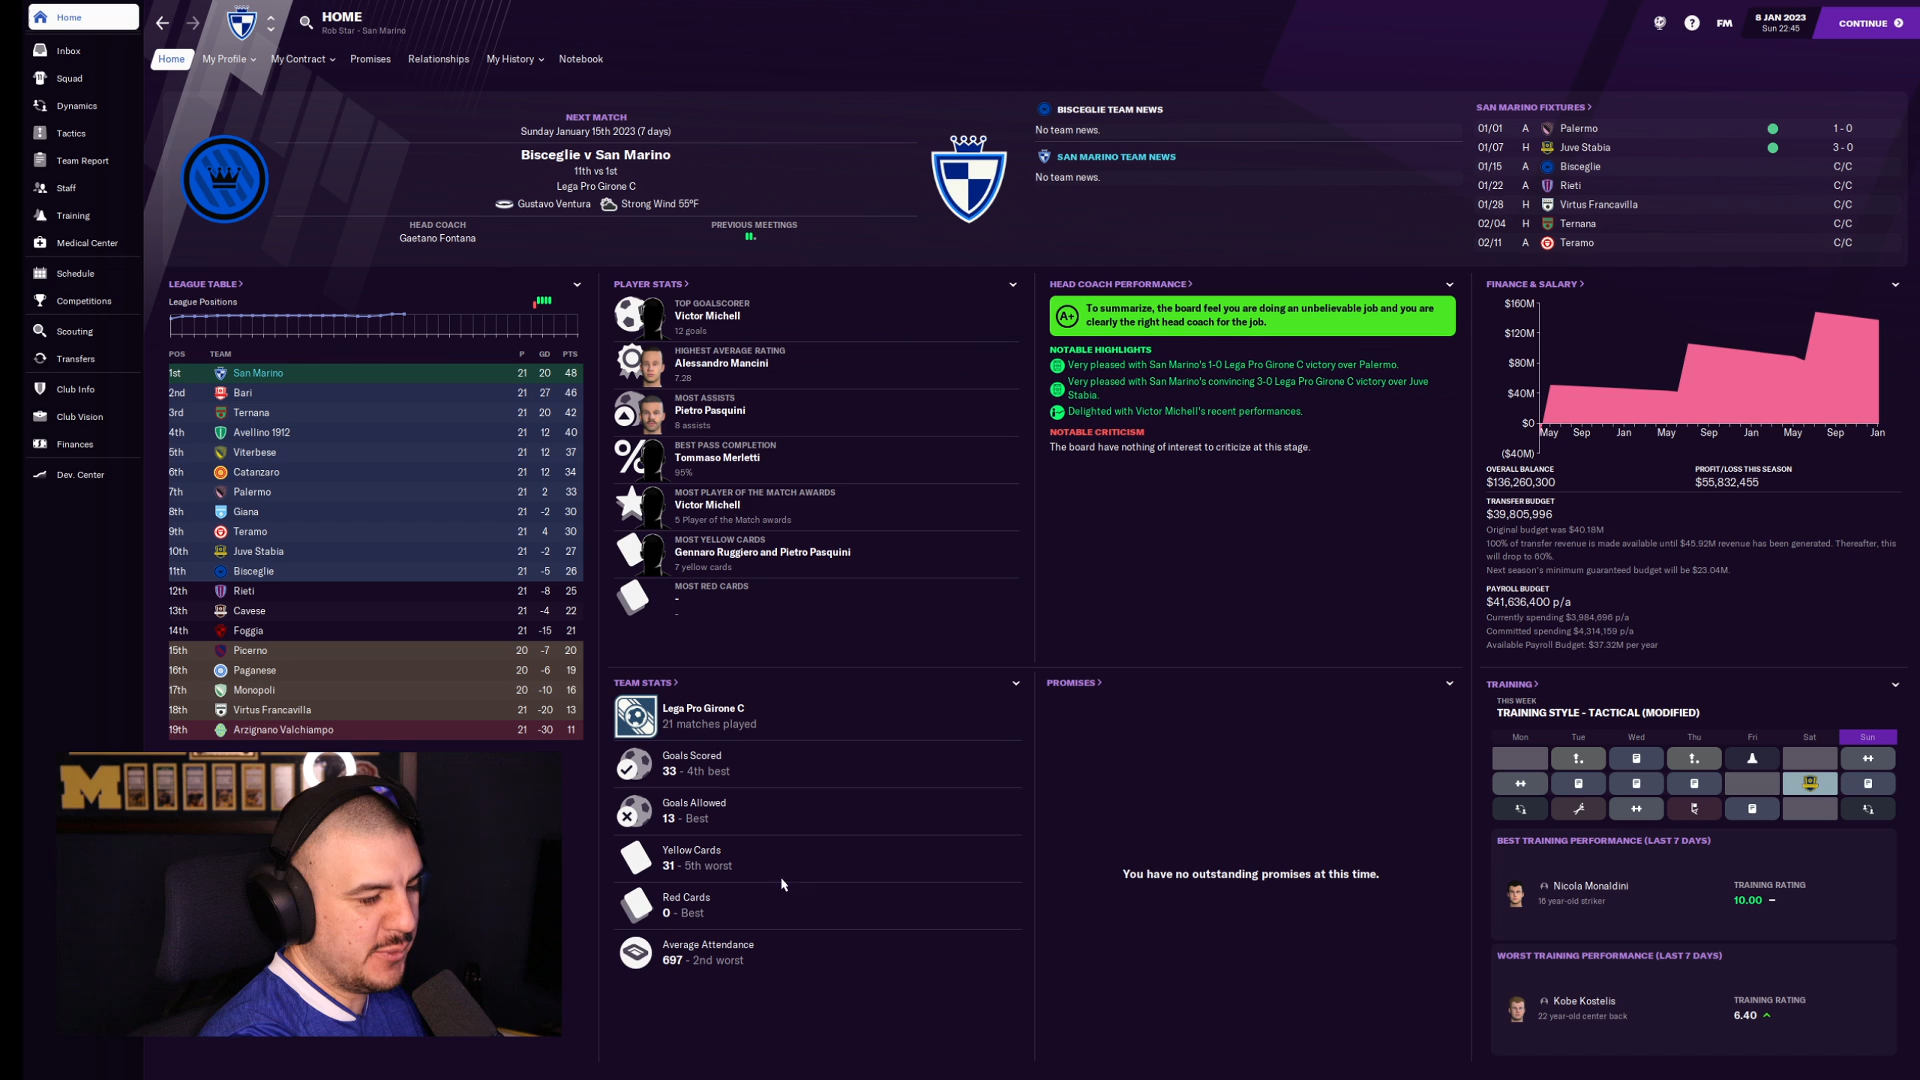 Home
Inbox
Squad
Dynamics
Tactics
Team Report
Staff
Training
Medical Center
Schedule
Competitions
Scouting
Transfers
Club Info
Club Vision
Finances
Dev. Center
HOME
Rob Star - San Marino
FM
8 JAN 2023
Sun 22:45
CONTINUE
Home
My Profile
My Contract
Promises
Relationships
My History
Notebook
NEXT MATCH
Sunday January 15th 2023 (7 days)
Bisceglie v San Marino
11th vs 1st
Lega Pro Girone C
Gustavo Ventura
Strong Wind 55°F
HEAD COACH
Gaetano Fontana
PREVIOUS MEETINGS
BISCEGLIE TEAM NEWS
No team news.
SAN MARINO TEAM NEWS
No team news.
SAN MARINO FIXTURES >
01/01 A Palermo 1 - 0
01/07 H Juve Stabia 3 - 0
01/15 A Bisceglie C/C
01/22 A Rieti C/C
01/28 H Virtus Francavilla C/C
02/04 H Ternana C/C
02/11 A Teramo C/C
LEAGUE TABLE >
League Positions
POS TEAM P GD PTS
1st San Marino 21 20 48
2nd Bari 21 27 46
3rd Ternana 21 20 42
4th Avellino 1912 21 12 40
5th Viterbese 21 12 37
6th Catanzaro 21 12 34
7th Palermo 21 2 33
8th Giana 21 -2 30
9th Teramo 21 4 30
10th Juve Stabia 21 -2 27
11th Bisceglie 21 -5 26
12th Rieti 21 -8 25
13th Cavese 21 -4 22
14th Foggia 21 -15 21
15th Picerno 20 -7 20
16th Paganese 20 -6 19
17th Monopoli 20 -10 16
18th Virtus Francavilla 21 -20 13
19th Arzignano Valchiampo 21 -30 11
M
PLAYER STATS >
TOP GOALSCORER
Victor Michell
12 goals
HIGHEST AVERAGE RATING
Alessandro Mancini
7.28
MOST ASSISTS
Pietro Pasquini
8 assists
BEST PASS COMPLETION
Tommaso Merletti
95%
MOST PLAYER OF THE MATCH AWARDS
Victor Michell
5 Player of the Match awards
MOST YELLOW CARDS
Gennaro Ruggiero and Pietro Pasquini
7 yellow cards
MOST RED CARDS
-
-
TEAM STATS >
Lega Pro Girone C
21 matches played
Goals Scored
33 - 4th best
Goals Allowed
13 - Best
Yellow Cards
31 - 5th worst
Red Cards
0 - Best
Average Attendance
697 - 2nd worst
HEAD COACH PERFORMANCE >
A+
To summarize, the board feel you are doing an unbelievable job and you are
clearly the right head coach for the job.
NOTABLE HIGHLIGHTS
Very pleased with San Marino's 1-0 Lega Pro Girone C victory over Palermo.
Very pleased with San Marino's convincing 3-0 Lega Pro Girone C victory over Juve
Stabia.
Delighted with Victor Michell's recent performances.
NOTABLE CRITICISM
The board have nothing of interest to criticize at this stage.
PROMISES >
You have no outstanding promises at this time.
FINANCE & SALARY >
$160M
$120M
$80M
$40M
$0
($40M)
May Sep Jan May Sep Jan May Sep Jan
OVERALL BALANCE
$136,260,300
PROFIT/LOSS THIS SEASON
$55,832,455
TRANSFER BUDGET
$39,805,996
Original budget was $40.18M
100% of transfer revenue is made available until $45.92M revenue has been generated. Thereafter, this
will drop to 60%.
Next season's minimum guaranteed budget will be $23.04M.
PAYROLL BUDGET
$41,636,400 p/a
Currently spending $3,984,696 p/a
Committed spending $4,314,159 p/a
Available Payroll Budget: $37.32M per year
TRAINING >
THIS WEEK
TRAINING STYLE - TACTICAL (MODIFIED)
Mon Tue Wed Thu Fri Sat Sun
BEST TRAINING PERFORMANCE (LAST 7 DAYS)
Nicola Monaldini
16 year-old striker
TRAINING RATING
10.00 –
WORST TRAINING PERFORMANCE (LAST 7 DAYS)
Kobe Kostelis
22 year-old center back
TRAINING RATING
6.40